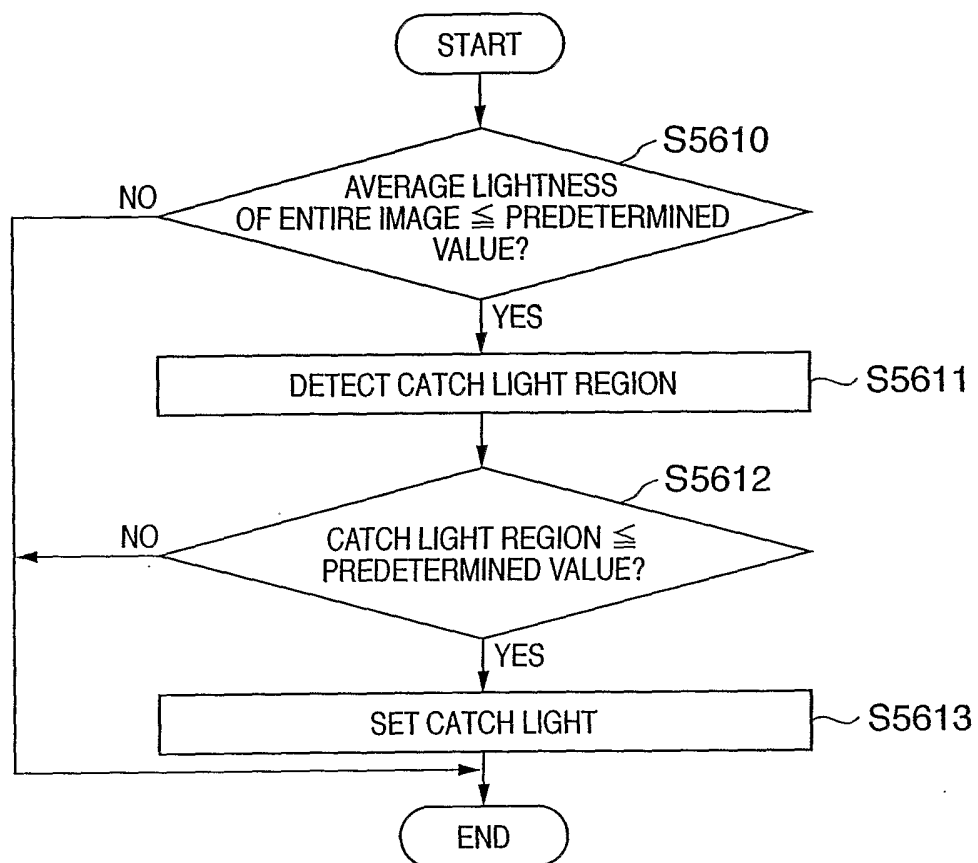 START
S5610
NO
AVERAGE LIGHTNESS
OF ENTIRE IMAGE ≦ PREDETERMINED
VALUE?
YES
DETECT CATCH LIGHT REGION
S5611
S5612
NO
CATCH LIGHT REGION ≦
PREDETERMINED VALUE?
YES
SET CATCH LIGHT
S5613
END